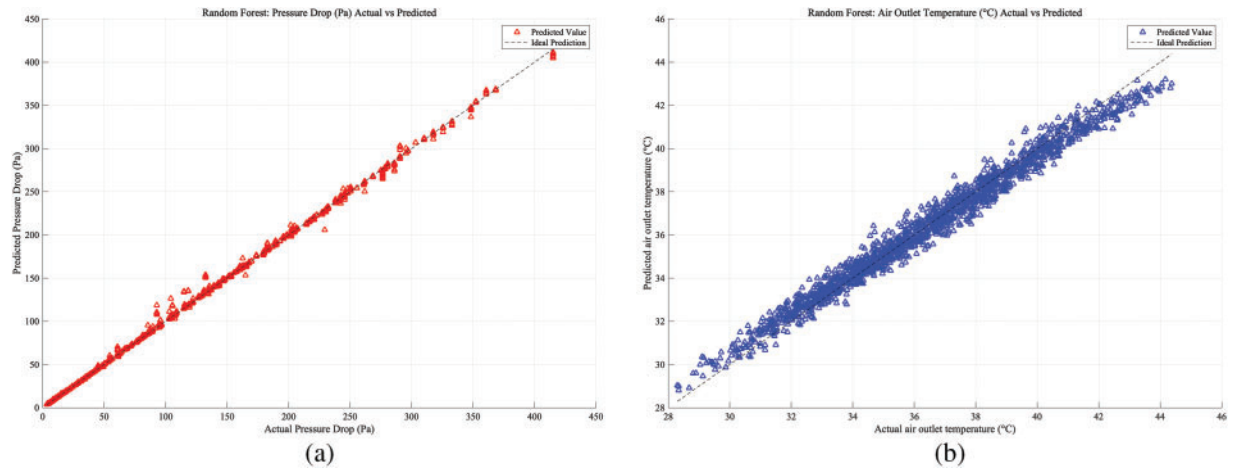 Random Forest: Pressure Drop (Pa) Actual vs Predicted
450
400
350
300
250
200
150
100
50
0
Predicted Pressure Drop (Pa)
Predicted Value
Ideal Prediction
0 50 100 150 200 250 300 350 400 450
Actual Pressure Drop (Pa)
(a)
Random Forest: Air Outlet Temperature (°C) Actual vs Predicted
46
44
42
40
38
36
34
32
30
28
Predicted air outlet temperature (°C)
Predicted Value
Ideal Prediction
28 30 32 34 36 38 40 42 44 46
Actual air outlet temperature (°C)
(b)